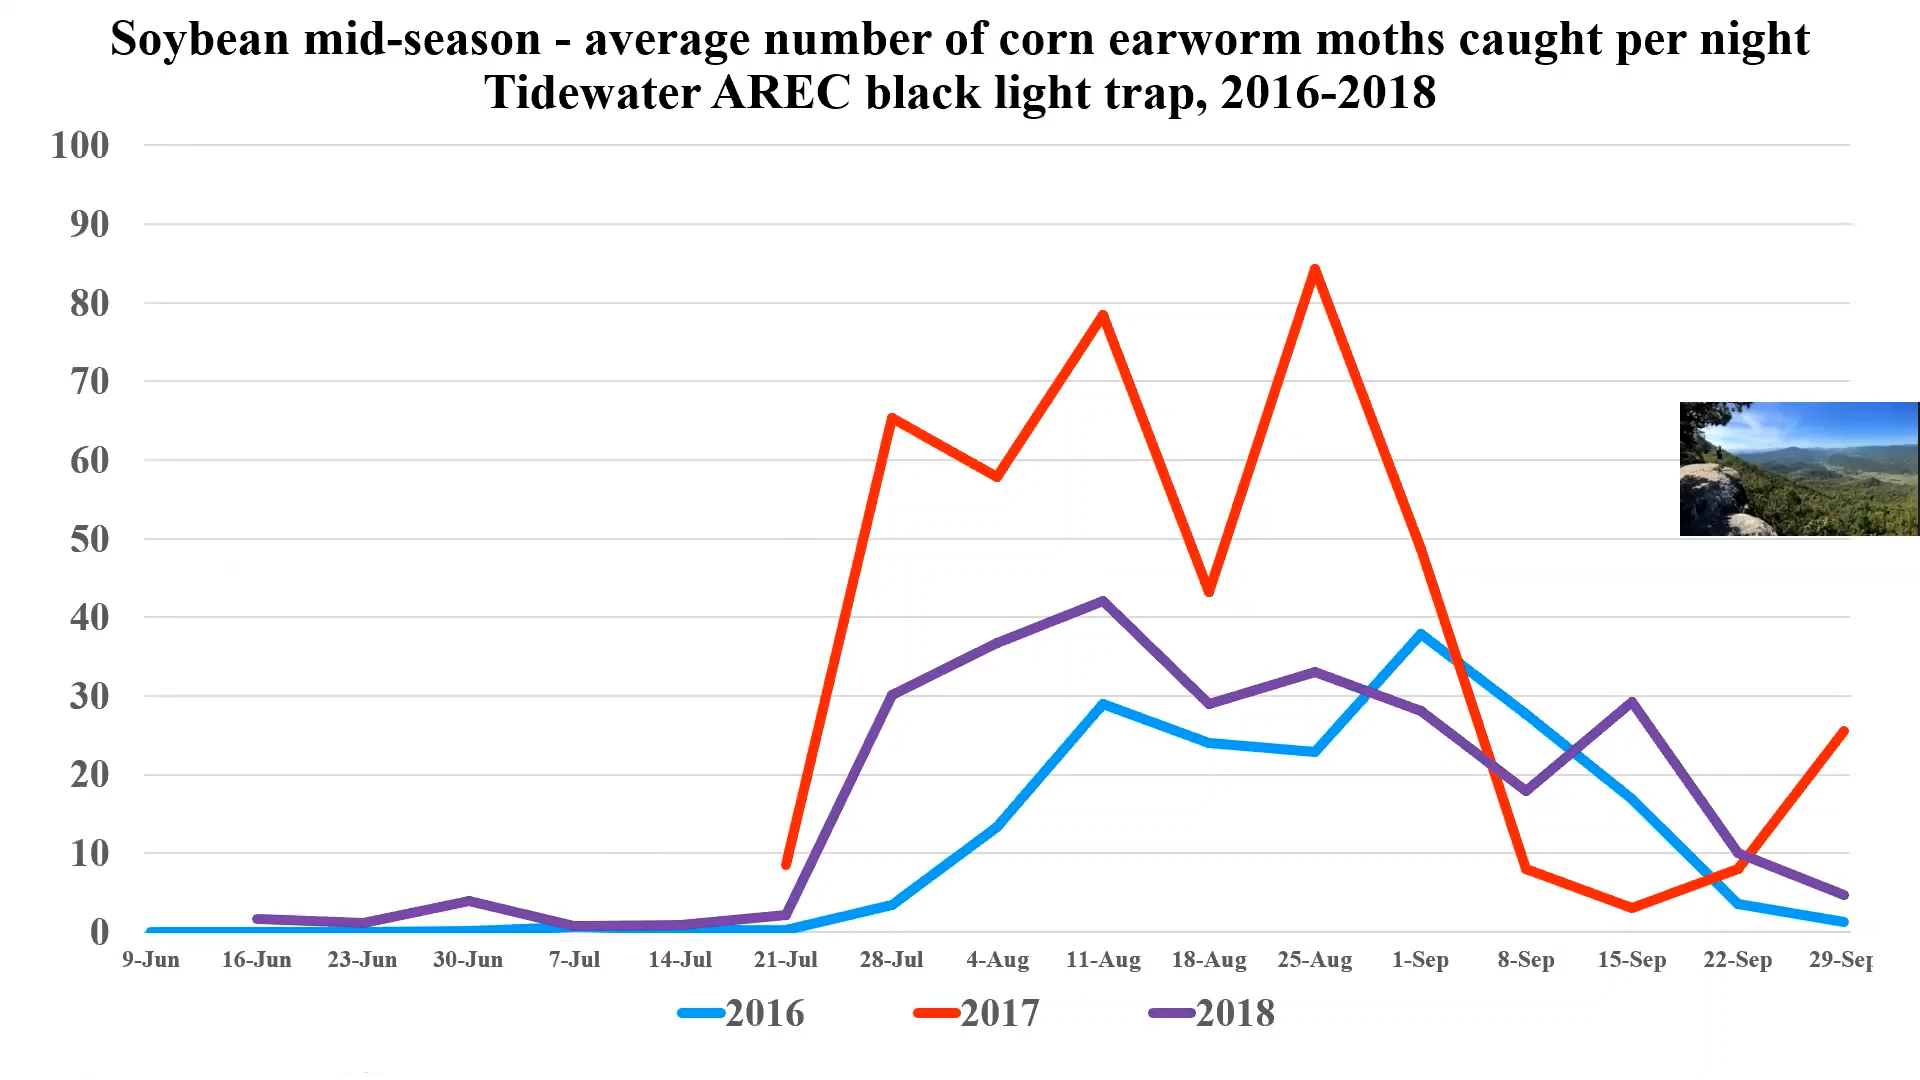 Soybean mid-season - average number of corn earworm moths caught per night
Tidewater AREC black light trap, 2016-2018
100
90
80
70
60
50
40
30
20
10
0
9-Jun 16-Jun 23-Jun 30-Jun 7-Jul 14-Jul 21-Jul 28-Jul 4-Aug 11-Aug 18-Aug 25-Aug 1-Sep 8-Sep 15-Sep 22-Sep 29-Sep
2016 2017 2018